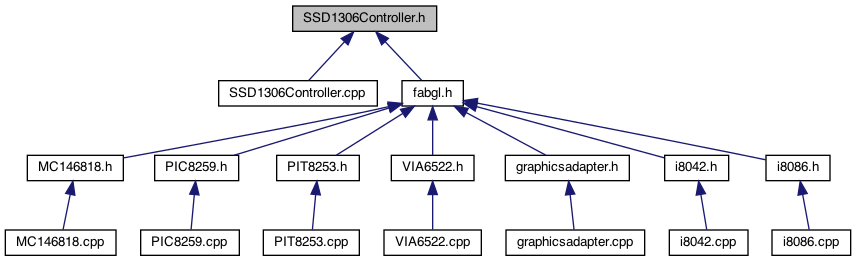 SSD1306Controller.h
SSD1306Controller.cpp
fabgl.h
MC146818.h
PIC8259.h
PIT8253.h
VIA6522.h
graphicsadapter.h
i8042.h
i8086.h
MC146818.cpp
PIC8259.cpp
PIT8253.cpp
VIA6522.cpp
graphicsadapter.cpp
i8042.cpp
i8086.cpp